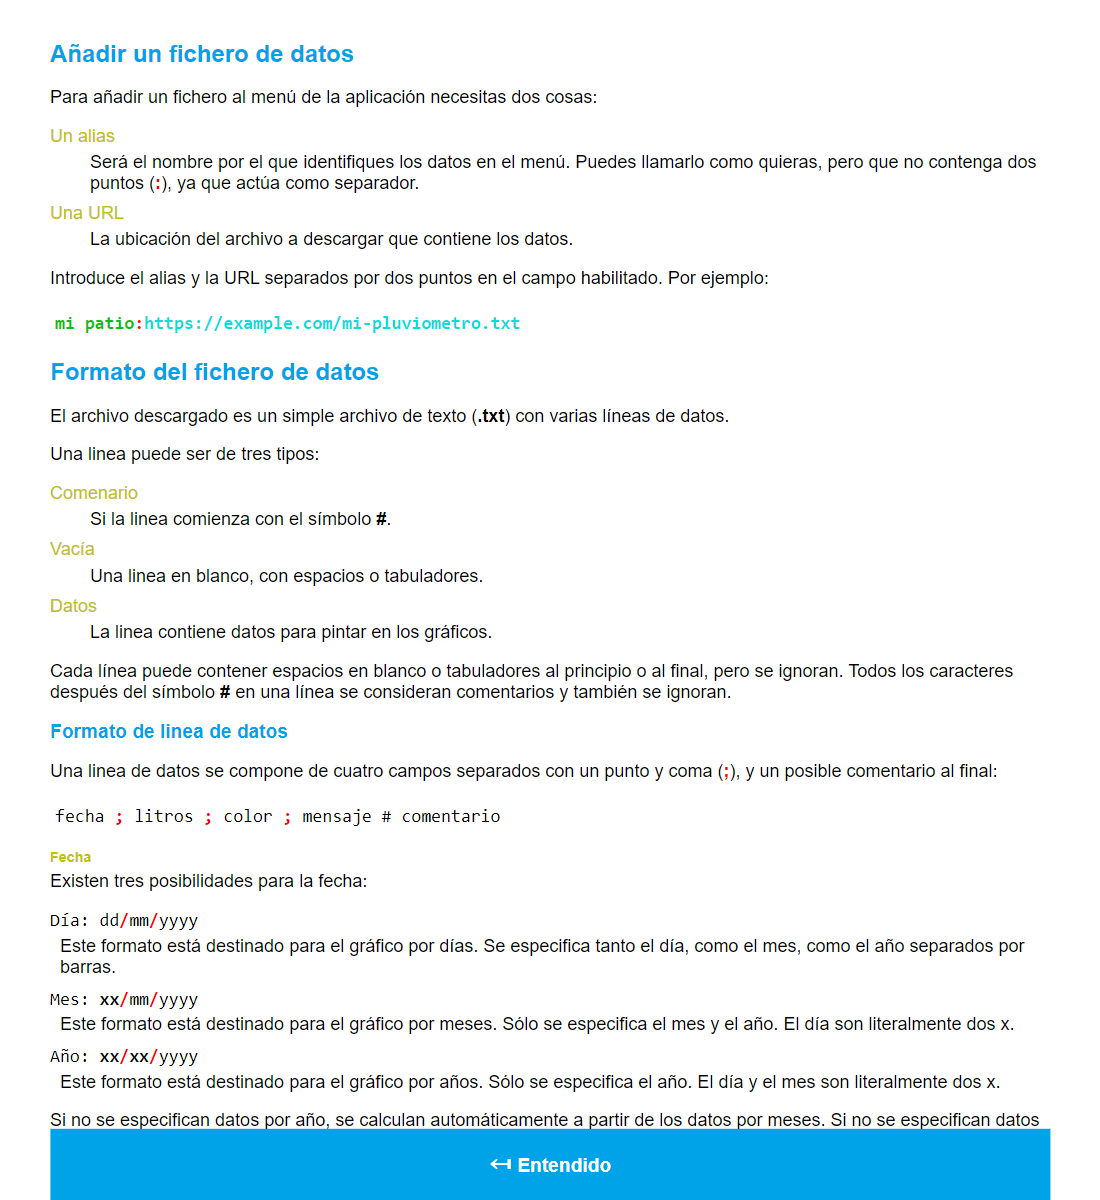 Añadir un fichero de datos
Para añadir un fichero al menú de la aplicación necesitas dos cosas:
Un alias
Será el nombre por el que identifiques los datos en el menú. Puedes llamarlo como quieras, pero que no contenga dos
puntos (:), ya que actúa como separador.
Una URL
La ubicación del archivo a descargar que contiene los datos.
Introduce el alias y la URL separados por dos puntos en el campo habilitado. Por ejemplo:
mi patio:https://example.com/mi-pluviometro.txt
Formato del fichero de datos
El archivo descargado es un simple archivo de texto (.txt) con varias líneas de datos.
Una linea puede ser de tres tipos:
Comenario
Si la linea comienza con el símbolo #.
Vacía
Una linea en blanco, con espacios o tabuladores.
Datos
La linea contiene datos para pintar en los gráficos.
Cada línea puede contener espacios en blanco o tabuladores al principio o al final, pero se ignoran. Todos los caracteres
después del símbolo # en una línea se consideran comentarios y también se ignoran.
Formato de linea de datos
Una linea de datos se compone de cuatro campos separados con un punto y coma (;), y un posible comentario al final:
fecha ; litros ; color ; mensaje # comentario
Fecha
Existen tres posibilidades para la fecha:
Día: dd/mm/yyyy
Este formato está destinado para el gráfico por días. Se especifica tanto el día, como el mes, como el año separados por
barras.
Mes: xx/mm/yyyy
Este formato está destinado para el gráfico por meses. Sólo se especifica el mes y el año. El día son literalmente dos x.
Año: xx/xx/yyyy
Este formato está destinado para el gráfico por años. Sólo se especifica el año. El día y el mes son literalmente dos x.
Si no se especifican datos por año, se calculan automáticamente a partir de los datos por meses. Si no se especifican datos
↤ Entendido